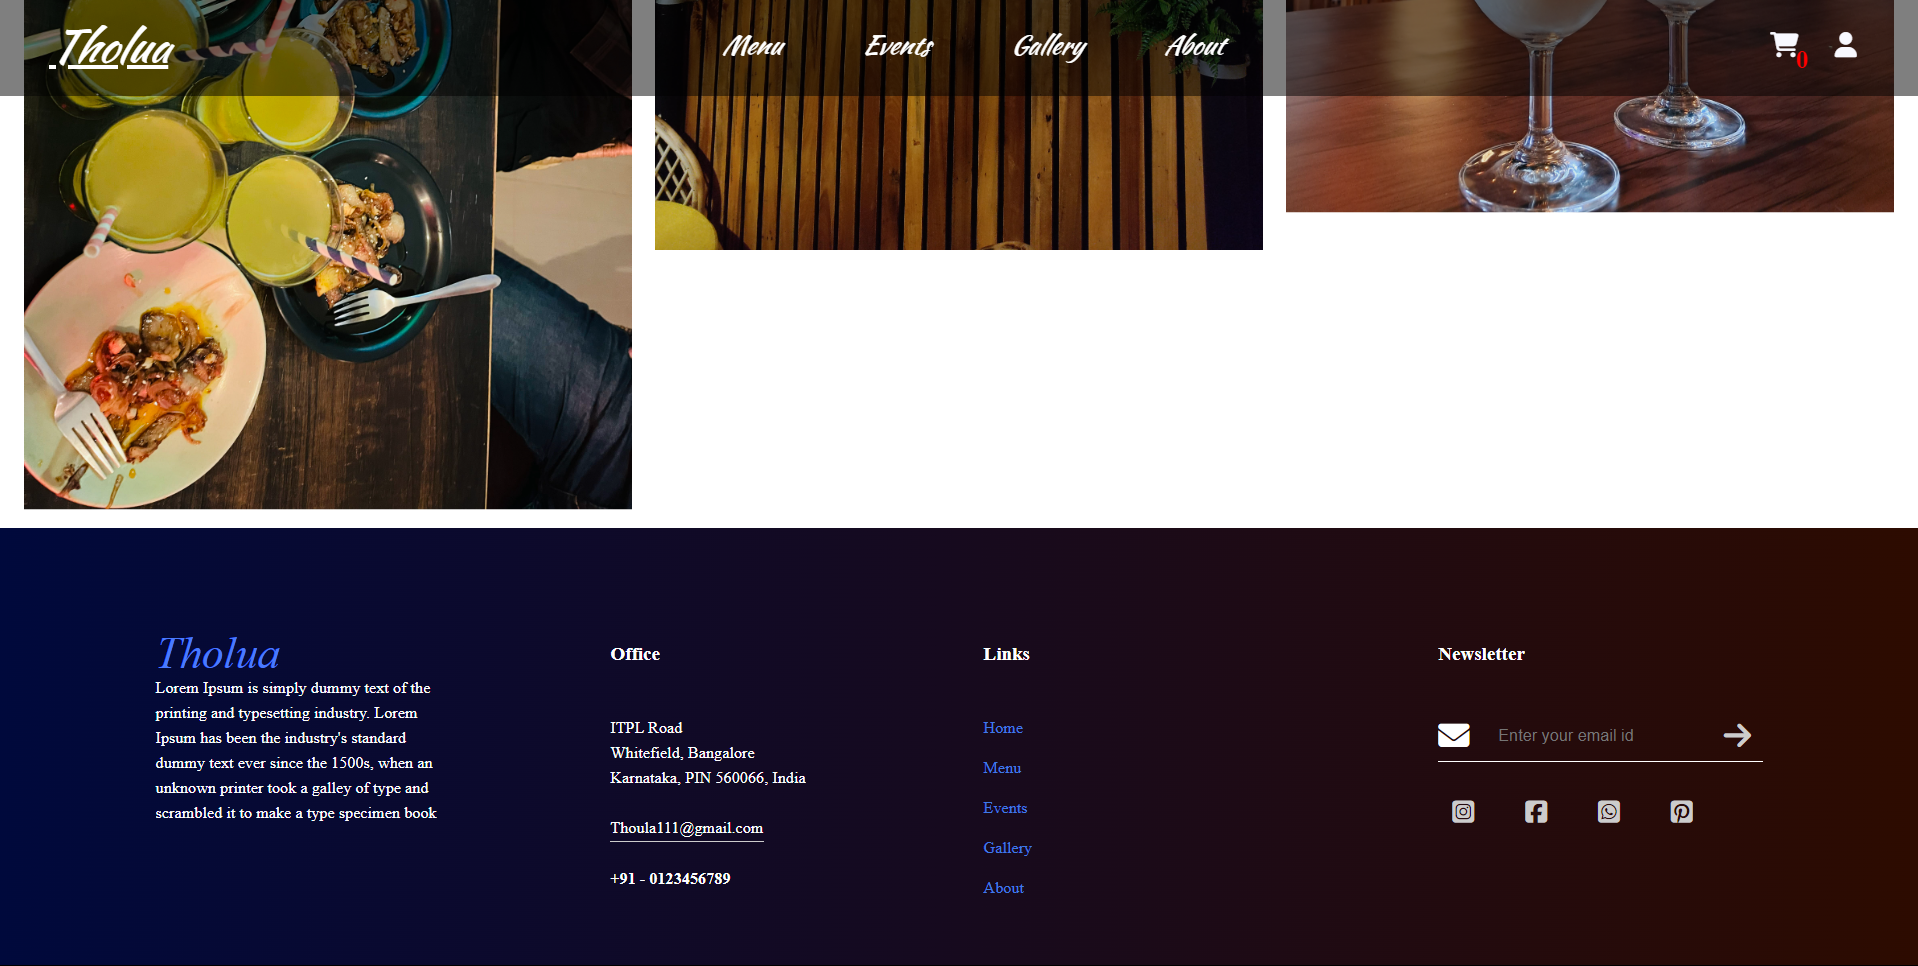 Tholua
Menu
Events
Gallery
About
0
Tholua
Lorem Ipsum is simply dummy text of the
printing and typesetting industry. Lorem
Ipsum has been the industry's standard
dummy text ever since the 1500s, when an
unknown printer took a galley of type and
scrambled it to make a type specimen book
Office
ITPL Road
Whitefield, Bangalore
Karnataka, PIN 560066, India
Thoula111@gmail.com
+91 - 0123456789
Links
Home
Menu
Events
Gallery
About
Newsletter
Enter your email id